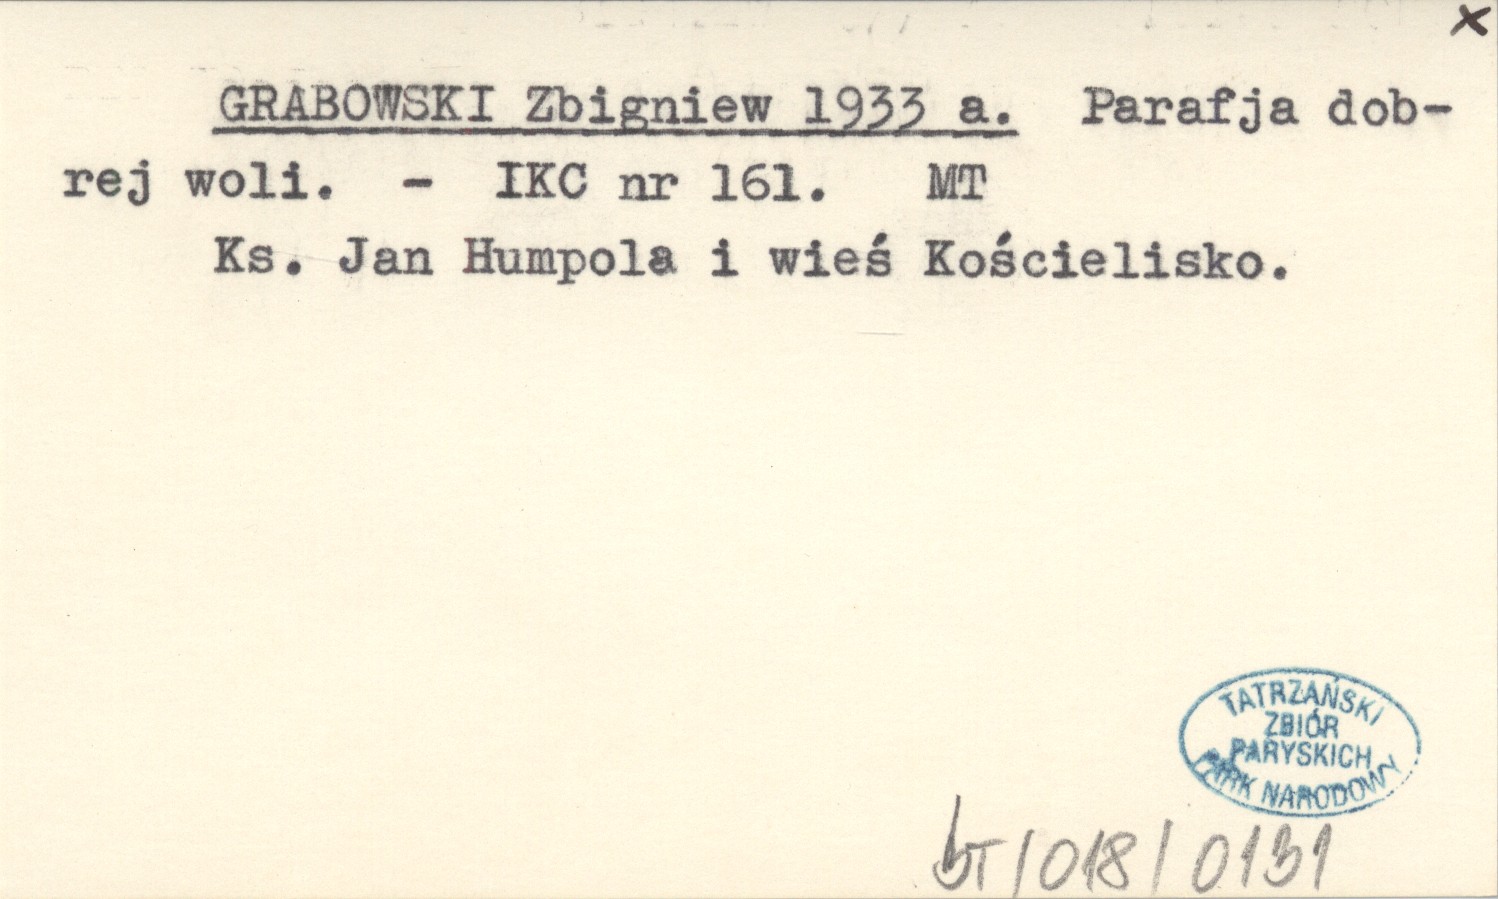 x
GRABOWSKI Zbigniew 1933 a. Parafja dob-
rej woli. - IKC nr 161. MT
Ks. Jan Humpola i wieś Kościelisko.
TATRZAŃSKI
ZBIÓR
PARYSKICH
PARK NARODOWY
bT/018/0131